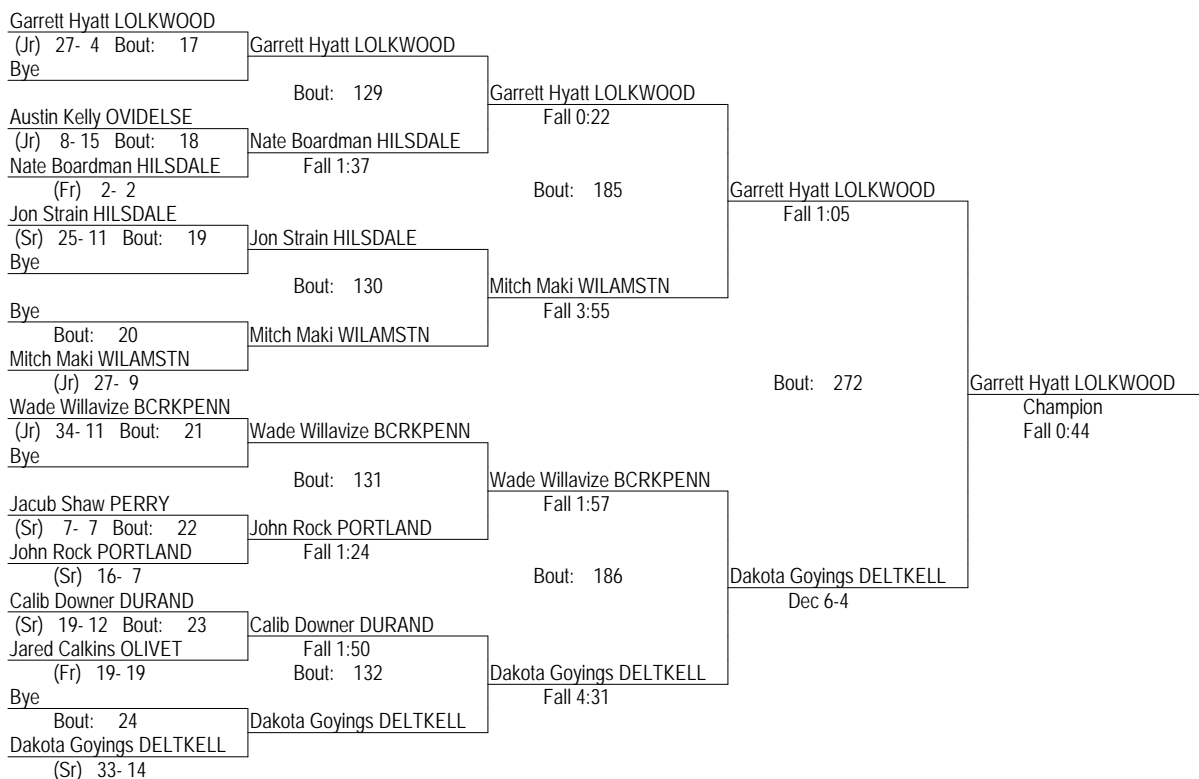 Garrett Hyatt LOLKWOOD
(Jr) 27- 4 Bout: 17
Bye
Garrett Hyatt LOLKWOOD
Bout: 129
Austin Kelly OVIDELSE
(Jr) 8- 15 Bout: 18
Nate Boardman HILSDALE
(Fr) 2- 2
Nate Boardman HILSDALE
Fall 1:37
Garrett Hyatt LOLKWOOD
Fall 0:22
Bout: 185
Jon Strain HILSDALE
(Sr) 25- 11 Bout: 19
Bye
Jon Strain HILSDALE
Bout: 130
Bye
Bout: 20
Mitch Maki WILAMSTN
(Jr) 27- 9
Mitch Maki WILAMSTN
Mitch Maki WILAMSTN
Fall 3:55
Garrett Hyatt LOLKWOOD
Fall 1:05
Bout: 272
Wade Willavize BCRKPENN
(Jr) 34- 11 Bout: 21
Bye
Wade Willavize BCRKPENN
Bout: 131
Jacub Shaw PERRY
(Sr) 7- 7 Bout: 22
John Rock PORTLAND
(Sr) 16- 7
John Rock PORTLAND
Fall 1:24
Wade Willavize BCRKPENN
Fall 1:57
Bout: 186
Calib Downer DURAND
(Sr) 19- 12 Bout: 23
Jared Calkins OLIVET
(Fr) 19- 19
Calib Downer DURAND
Fall 1:50
Bout: 132
Bye
Bout: 24
Dakota Goyings DELTKELL
(Sr) 33- 14
Dakota Goyings DELTKELL
Dakota Goyings DELTKELL
Fall 4:31
Dakota Goyings DELTKELL
Dec 6-4
Garrett Hyatt LOLKWOOD
Champion
Fall 0:44